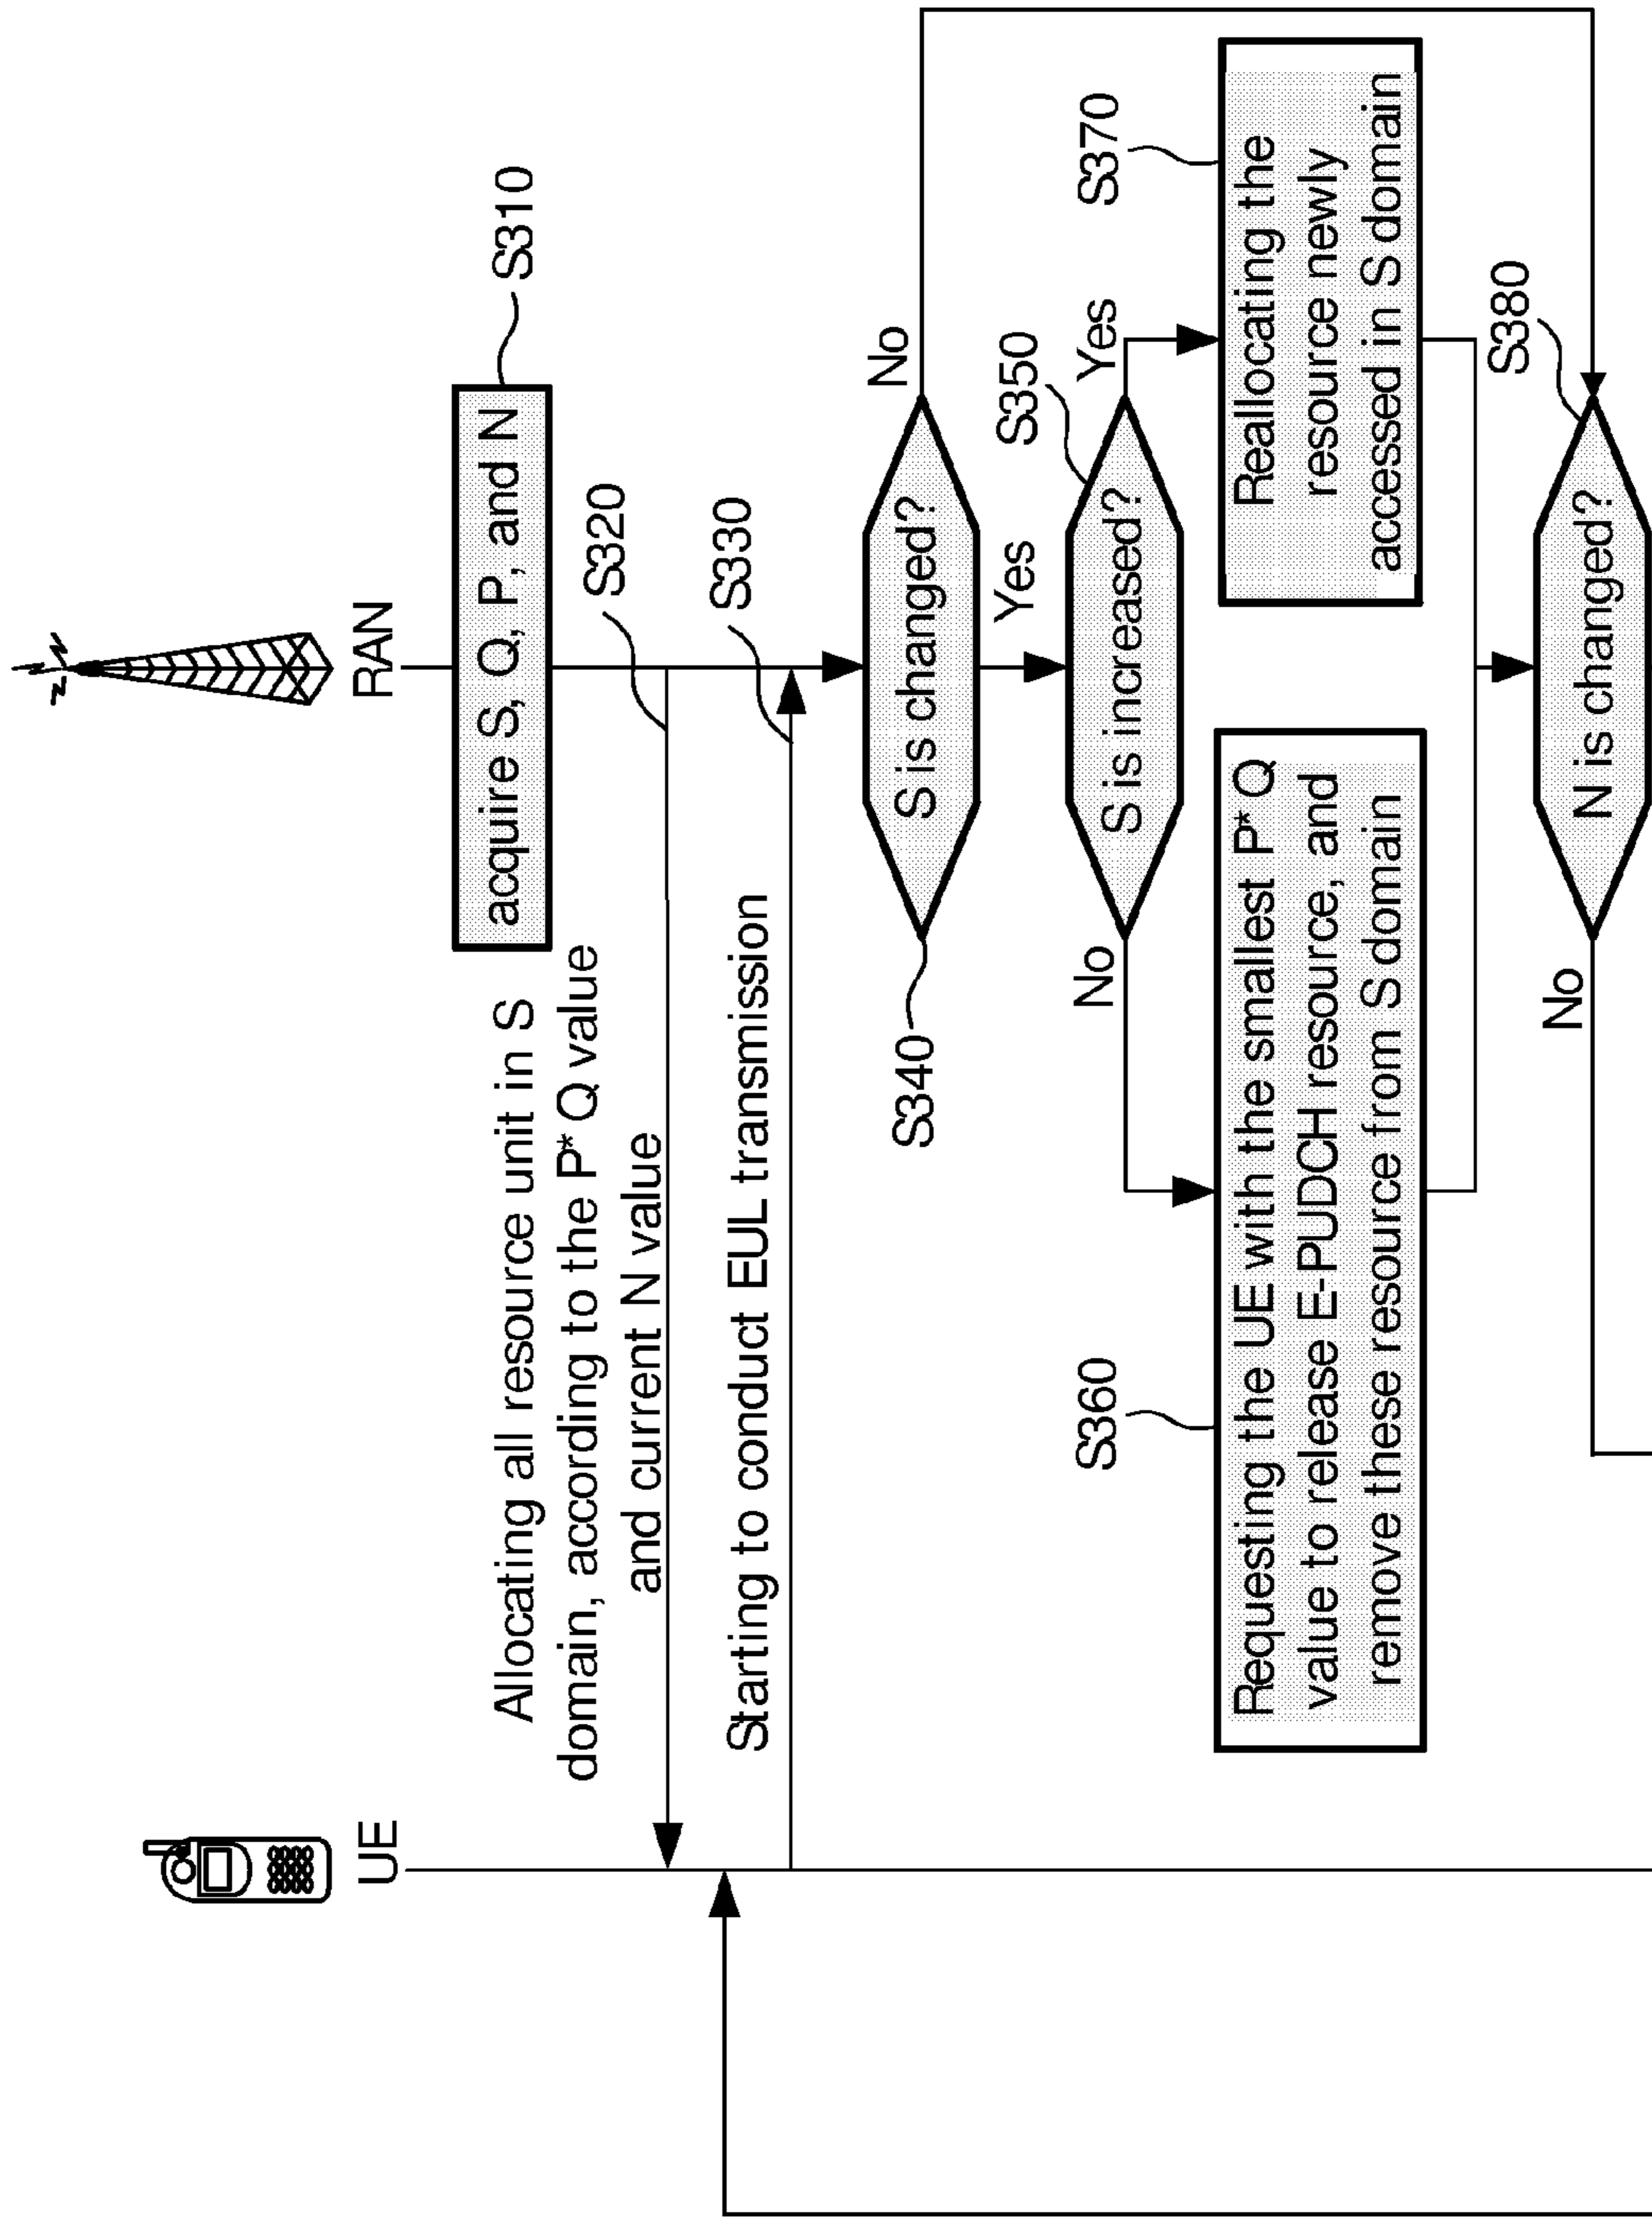 UE
RAN
acquire S, Q, P, and N
S310
Allocating all resource unit in S
domain, according to the P* Q value
and current N value
S320
Starting to conduct EUL transmission
S330
S is changed?
S340
No
Yes
S is increased?
S350
No
Yes
S360
Requesting the UE with the smallest P* Q
value to release E-PUDCH resource, and
remove these resource from S domain
S370
Reallocating the
resource newly
accessed in S domain
N is changed?
S380
No